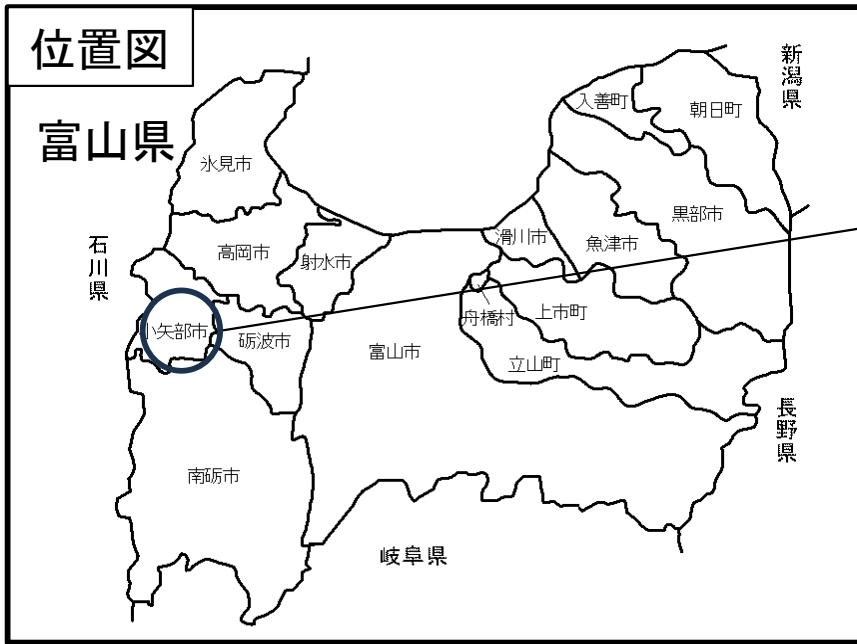 位置図
富山県
新潟県
入善町
朝日町
氷見市
黒部市
石川県
高岡市
射水市
滑川市
魚津市
小矢部市
砺波市
富山市
舟橋村
上市町
立山町
長野県
南砺市
岐阜県